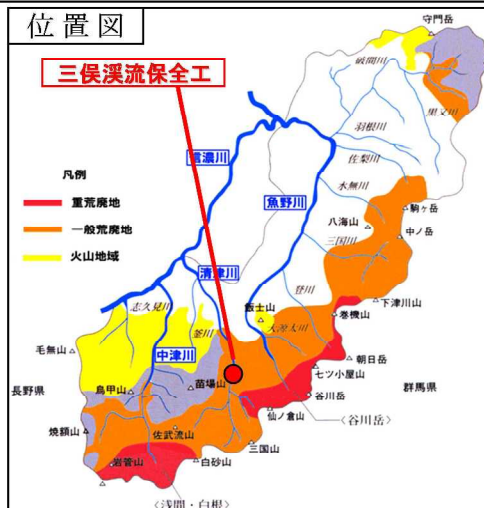 位置図
三俣渓流保全工
守門岳
破間川
黒又川
羽根川
佐梨川
信濃川
凡例
重荒廃地
一般荒廃地
火山地域
魚野川
水無川
駒ヶ岳
八海山
中ノ岳
三国川
清津川
登川
下津川山
志久見川
飯士山
巻機山
釜川
大源太川
毛無山
中津川
朝日岳
長野県
鳥甲山
苗場山
七ツ小屋山
群馬県
谷川岳
仙ノ倉山
〈谷川岳〉
焼額山
佐武流山
三国山
岩菅山
白砂山
〈浅間・白根〉